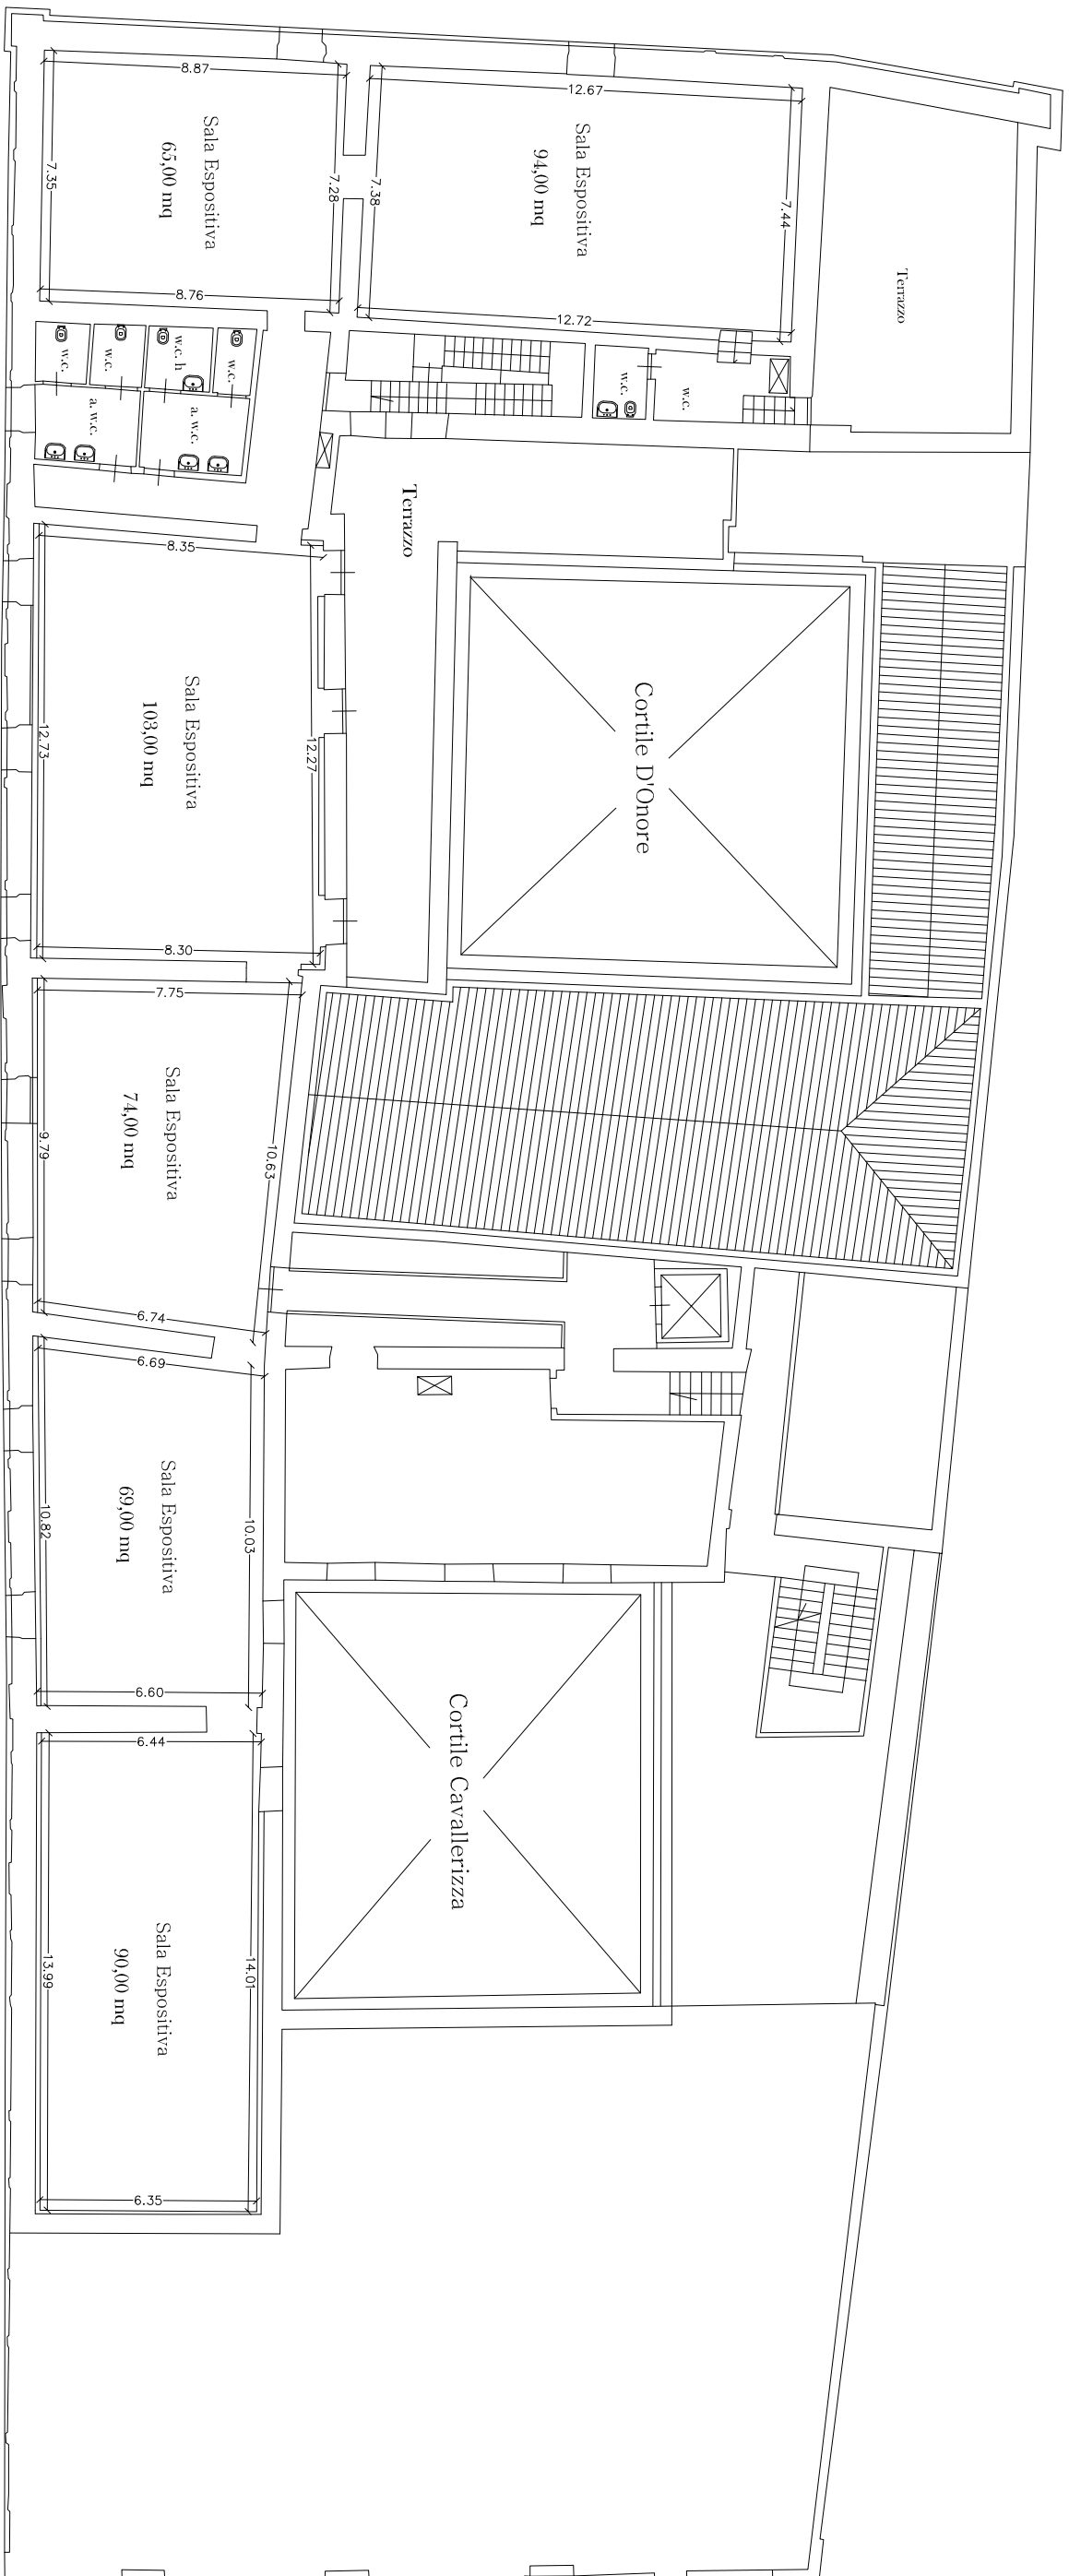 8.87
7.35
Sala Espositiva
65,00 mq
7.28
8.76
12.67
7.38
Sala Espositiva
94,00 mq
7.44
12.72
Terrazzo
w.c.
w.c.
w.c. h
w.c.
a. w.c.
a. w.c.
w.c.
w.c.
Terrazzo
8.35
12.73
Sala Espositiva
103,00 mq
12.27
8.30
Cortile D'Onore
7.75
9.79
Sala Espositiva
74,00 mq
10.63
6.74
6.69
10.82
Sala Espositiva
69,00 mq
10.03
6.60
Cortile Cavallerizza
6.44
13.99
Sala Espositiva
90,00 mq
14.01
6.35